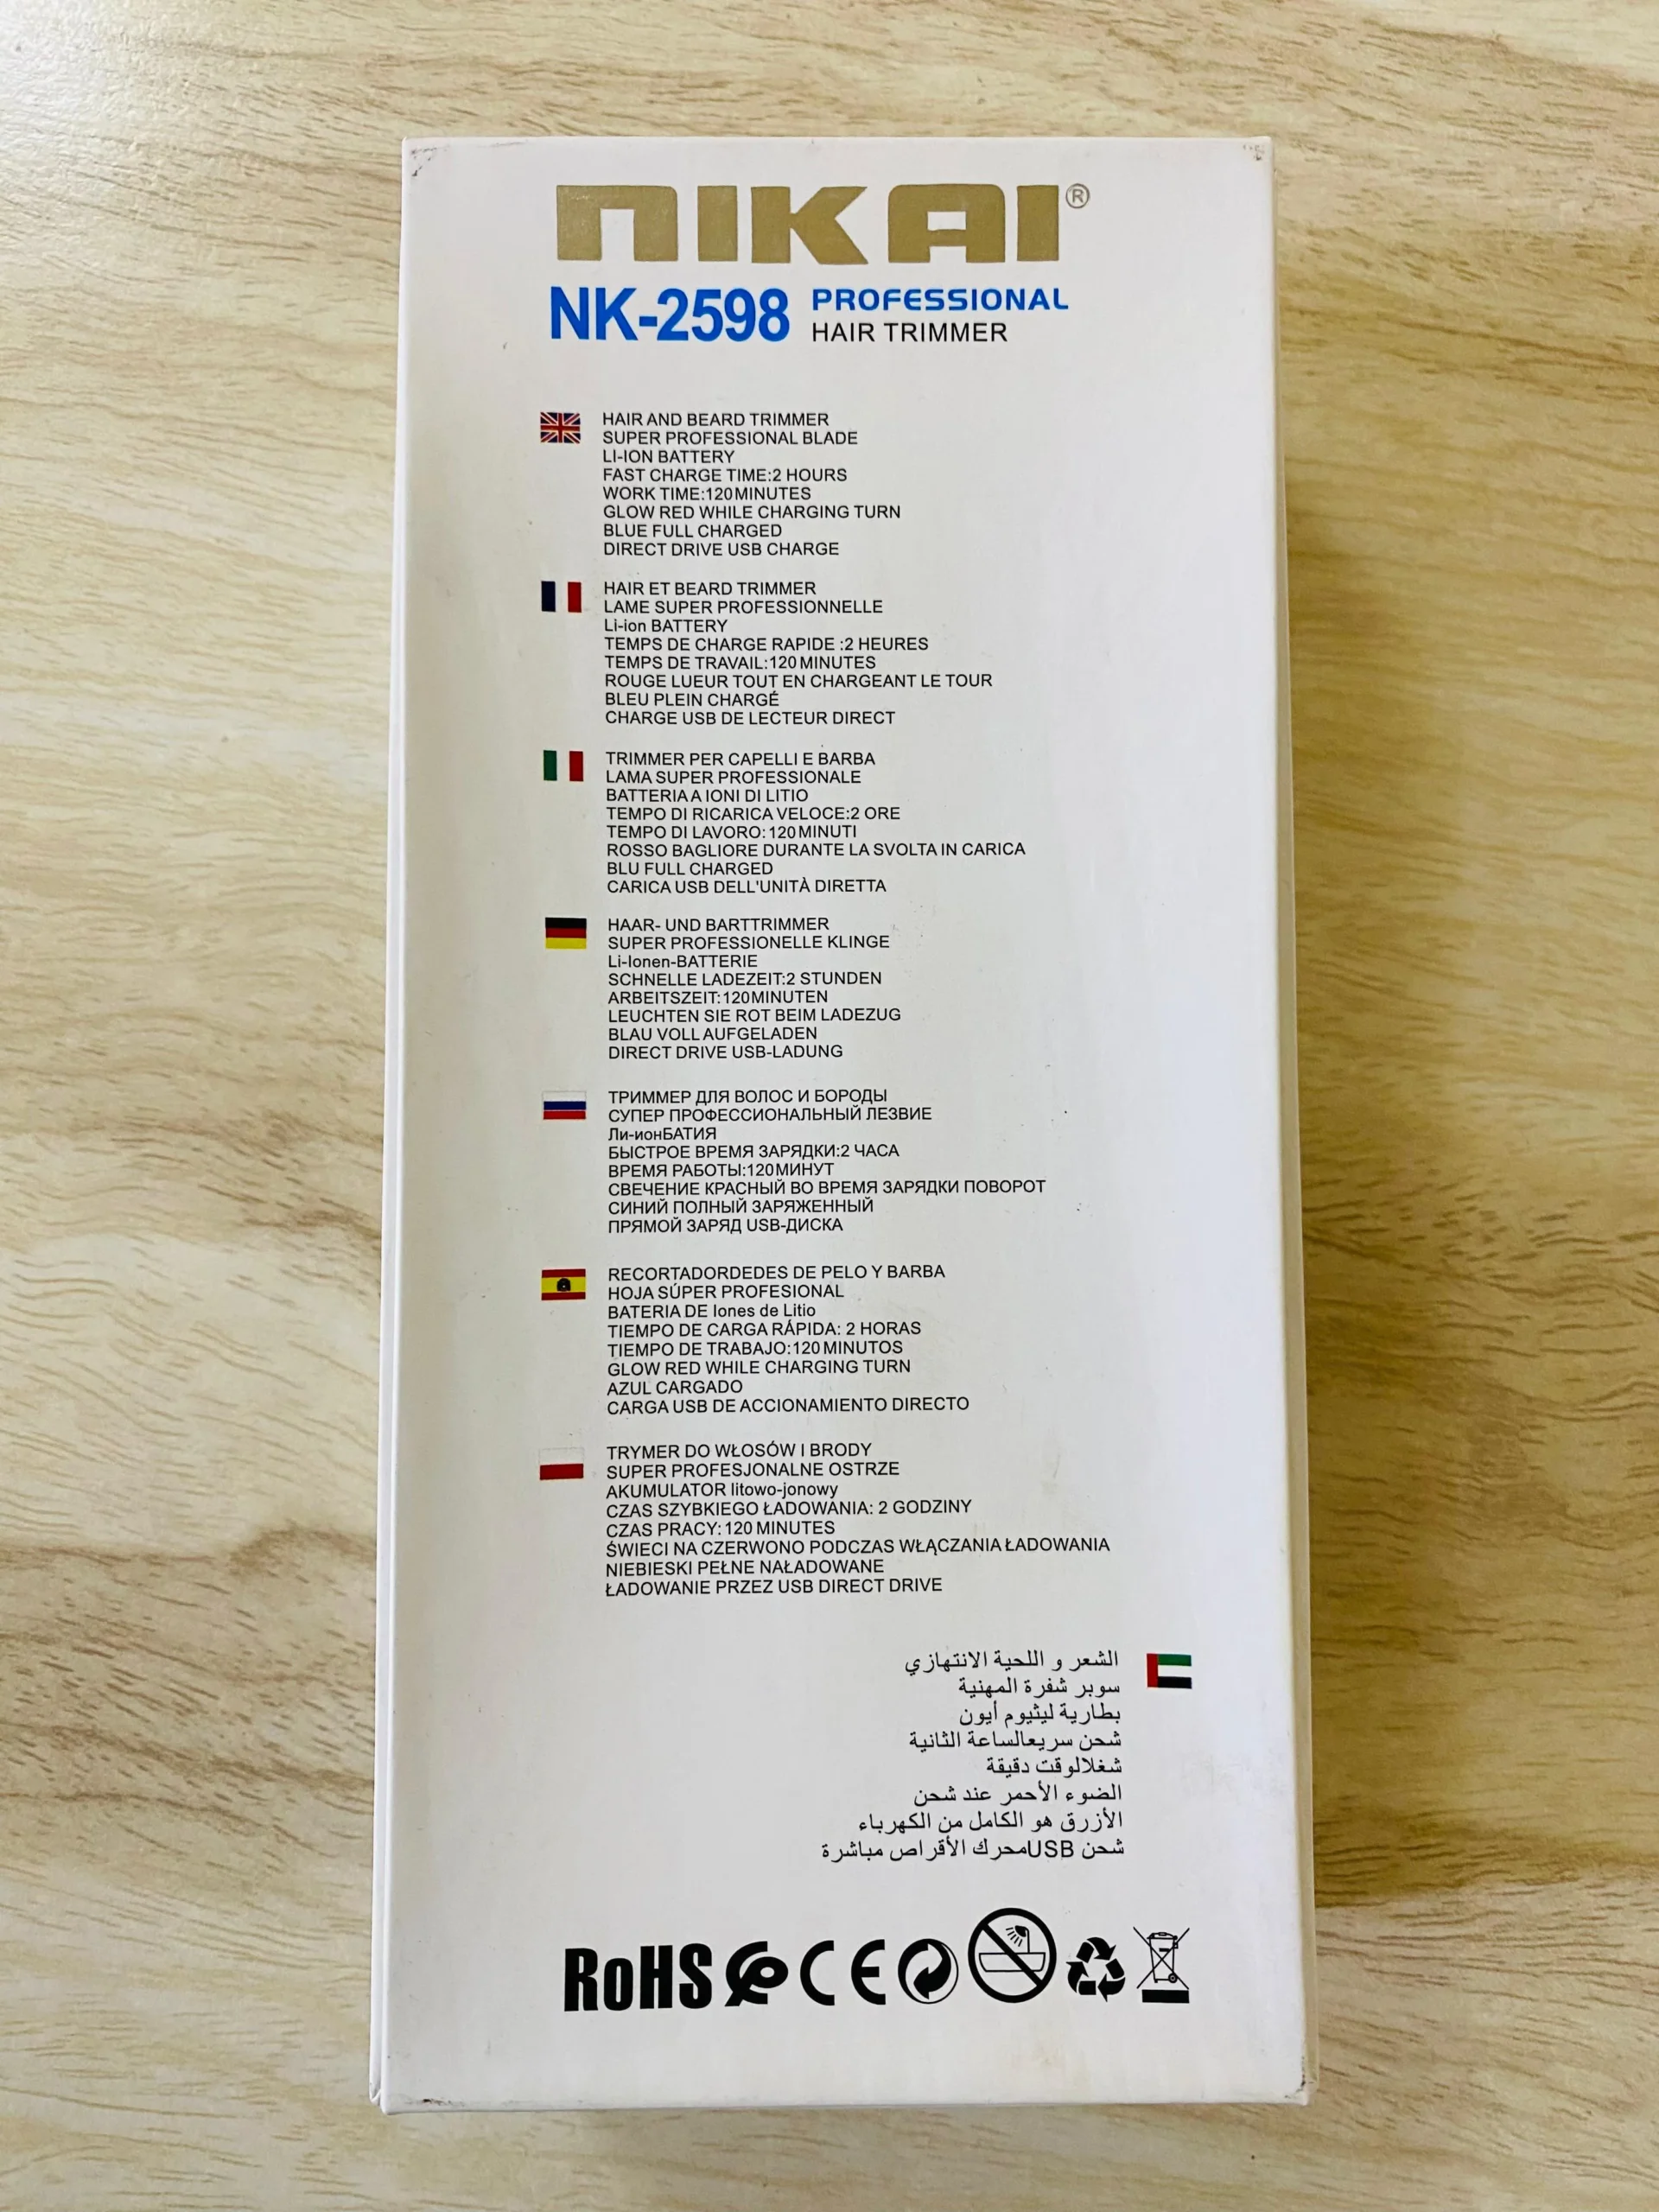 NIKAI®
NK-2598 PROFESSIONAL
HAIR TRIMMER
HAIR AND BEARD TRIMMER
SUPER PROFESSIONAL BLADE
LI-ION BATTERY
FAST CHARGE TIME:2 HOURS
WORK TIME:120MINUTES
GLOW RED WHILE CHARGING TURN
BLUE FULL CHARGED
DIRECT DRIVE USB CHARGE
HAIR ET BEARD TRIMMER
LAME SUPER PROFESSIONNELLE
Li-ion BATTERY
TEMPS DE CHARGE RAPIDE :2 HEURES
TEMPS DE TRAVAIL:120 MINUTES
ROUGE LUEUR TOUT EN CHARGEANT LE TOUR
BLEU PLEIN CHARGÉ
CHARGE USB DE LECTEUR DIRECT
TRIMMER PER CAPELLI E BARBA
LAMA SUPER PROFESSIONALE
BATTERIA A IONI DI LITIO
TEMPO DI RICARICA VELOCE:2 ORE
TEMPO DI LAVORO: 120 MINUTI
ROSSO BAGLIORE DURANTE LA SVOLTA IN CARICA
BLU FULL CHARGED
CARICA USB DELL'UNITÀ DIRETTA
HAAR- UND BARTTRIMMER
SUPER PROFESSIONELLE KLINGE
Li-Ionen-BATTERIE
SCHNELLE LADEZEIT:2 STUNDEN
ARBEITSZEIT:120MINUTEN
LEUCHTEN SIE ROT BEIM LADEZUG
BLAU VOLL AUFGELADEN
DIRECT DRIVE USB-LADUNG
ТРИММЕР ДЛЯ ВОЛОС И БОРОДЫ
СУПЕР ПРОФЕССИОНАЛЬНЫЙ ЛЕЗВИЕ
Ли-ионБАТИЯ
БЫСТРОЕ ВРЕМЯ ЗАРЯДКИ:2 ЧАСА
ВРЕМЯ РАБОТЫ:120МИНУТ
СВЕЧЕНИЕ КРАСНЫЙ ВО ВРЕМЯ ЗАРЯДКИ ПОВОРОТ
СИНИЙ ПОЛНЫЙ ЗАРЯЖЕННЫЙ
ПРЯМОЙ ЗАРЯД USB-ДИСКА
RECORTADORDEDES DE PELO Y BARBA
HOJA SÚPER PROFESIONAL
BATERIA DE Iones de Litio
TIEMPO DE CARGA RÁPIDA: 2 HORAS
TIEMPO DE TRABAJO:120 MINUTOS
GLOW RED WHILE CHARGING TURN
AZUL CARGADO
CARGA USB DE ACCIONAMIENTO DIRECTO
TRYMER DO WŁOSÓW I BRODY
SUPER PROFESJONALNE OSTRZE
AKUMULATOR litowo-jonowy
CZAS SZYBKIEGO ŁADOWANIA: 2 GODZINY
CZAS PRACY: 120 MINUTES
ŚWIECI NA CZERWONO PODCZAS WŁĄCZANIA ŁADOWANIA
NIEBIESKI PEŁNE NAŁADOWANE
ŁADOWANIE PRZEZ USB DIRECT DRIVE
الشعر و اللحية الانتهازي
سوبر شفرة المهنية
بطارية ليثيوم أيون
شحن سريعالساعة الثانية
شغلالوقت دقيقة
الضوء الأحمر عند شحن
الأزرق هو الكامل من الكهرباء
شحن USBمحرك الأقراص مباشرة
RoHS CE